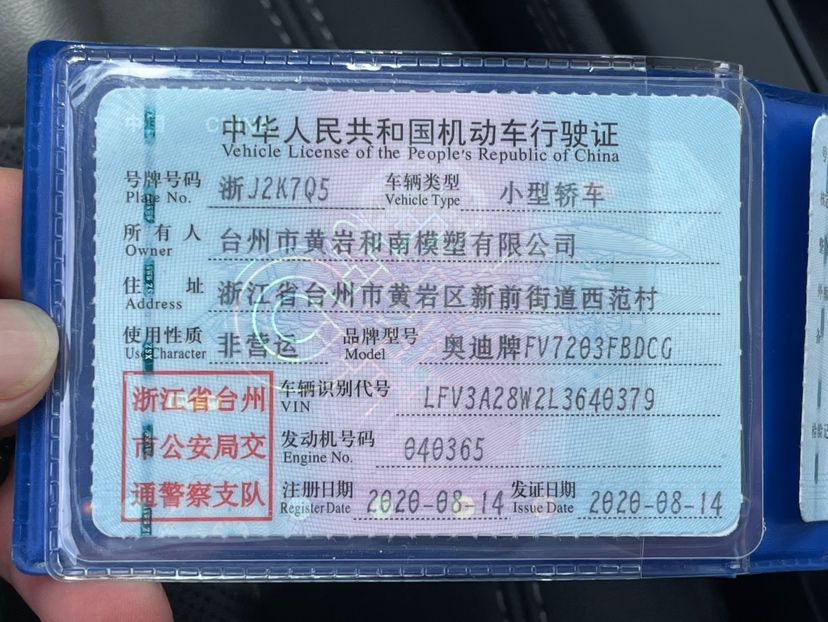 中华人民共和国机动车行驶证
Vehicle License of the People's Republic of China
号牌号码 浙J2K7Q5 车辆类型 小型轿车
Plate No. Vehicle Type
所有人 台州市黄岩和南模塑有限公司
Owner
住址 浙江省台州市黄岩区新前街道西范村
Address
使用性质 非营运 品牌型号 奥迪牌FV7203FBDCG
Use Character Model
浙江省台州
市公安局交
通警察支队
车辆识别代号 LFV3A28W2L3640379
VIN
发动机号码 040365
Engine No.
注册日期 2020-08-14 发证日期 2020-08-14
Register Date Issue Date